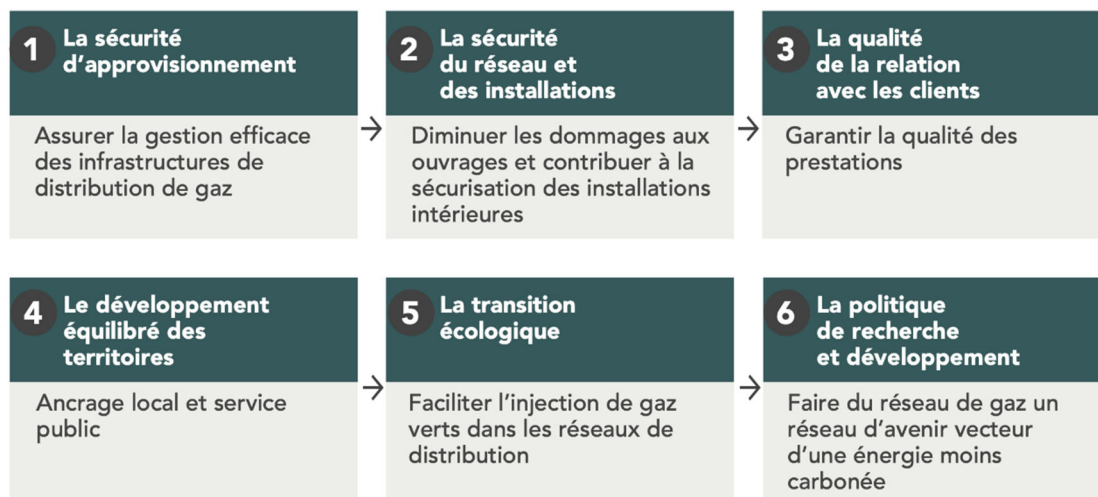 1 La sécurité
d'approvisionnement
Assurer la gestion efficace
des infrastructures de
distribution de gaz
→
2 La sécurité
du réseau et
des installations
Diminuer les dommages aux
ouvrages et contribuer à la
sécurisation des installations
intérieures
→
3 La qualité
de la relation
avec les clients
Garantir la qualité des
prestations
4 Le développement
équilibré des
territoires
Ancrage local et service
public
→
5 La transition
écologique
Faciliter l'injection de gaz
verts dans les réseaux de
distribution
→
6 La politique
de recherche
et développement
Faire du réseau de gaz un
réseau d'avenir vecteur
d'une énergie moins
carbonée